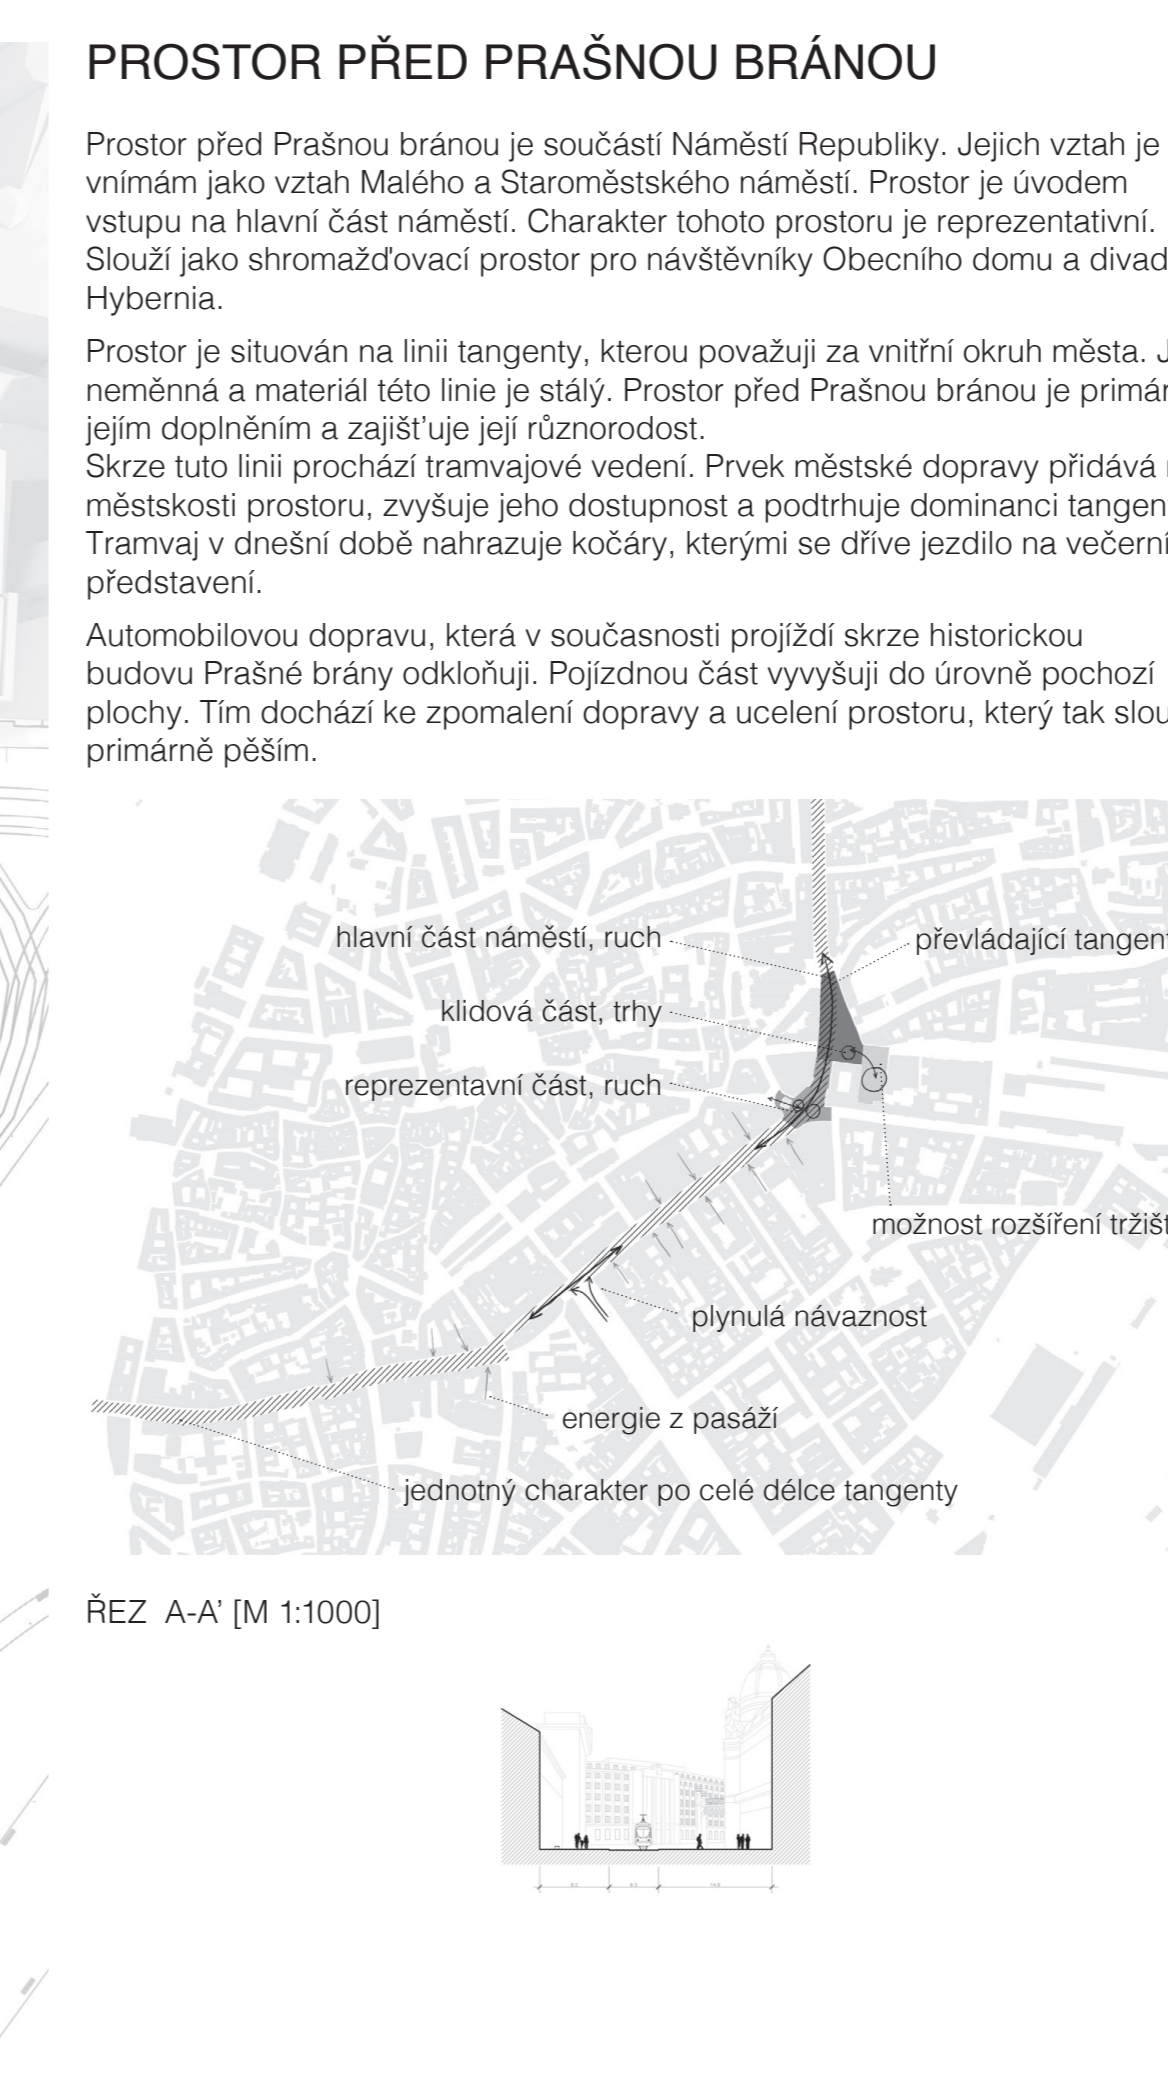 PROSTOR PŘED PRAŠNOU BRÁNOU
Prostor před Prašnou bránou je součástí Náměstí Republiky. Jejich vztah je
vnímám jako vztah Malého a Staroměstského náměstí. Prostor je úvodem
vstupu na hlavní část náměstí. Charakter tohoto prostoru je reprezentativní.
Slouží jako shromažďovací prostor pro návštěvníky Obecního domu a divad
Hybernia.
Prostor je situován na linii tangenty, kterou považuji za vnitřní okruh města. J
neměnná a materiál této linie je stálý. Prostor před Prašnou bránou je primár
jejím doplněním a zajišťuje její různorodost.
Skrze tuto linii prochází tramvajové vedení. Prvek městské dopravy přidává
městskosti prostoru, zvyšuje jeho dostupnost a podtrhuje dominanci tangen
Tramvaj v dnešní době nahrazuje kočáry, kterými se dříve jezdilo na večerní
představení.
Automobilovou dopravu, která v současnosti projíždí skrze historickou
budovu Prašné brány odkloňuji. Pojízdnou část vyvyšuji do úrovně pochozí
plochy. Tím dochází ke zpomalení dopravy a ucelení prostoru, který tak slou
primárně pěším.
hlavní část náměstí, ruch
převládající tangent
klidová část, trhy
reprezentavní část, ruch
možnost rozšíření tržišt
plynulá návaznost
energie z pasáží
jednotný charakter po celé délce tangenty
ŘEZ A-A' [M 1:1000]